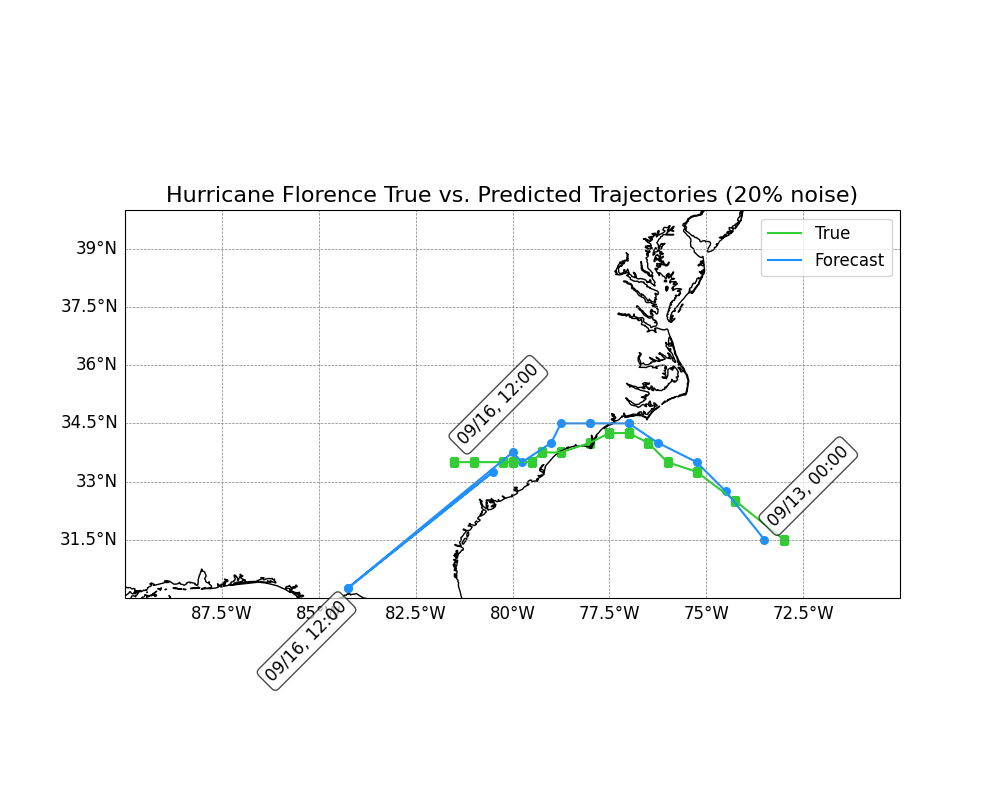 Hurricane Florence True vs. Predicted Trajectories (20% noise)
True
Forecast
39°N
37.5°N
36°N
34.5°N
33°N
31.5°N
09/16, 12:00
09/13, 00:00
09/16, 12:00
87.5°W
85°W
82.5°W
80°W
77.5°W
75°W
72.5°W